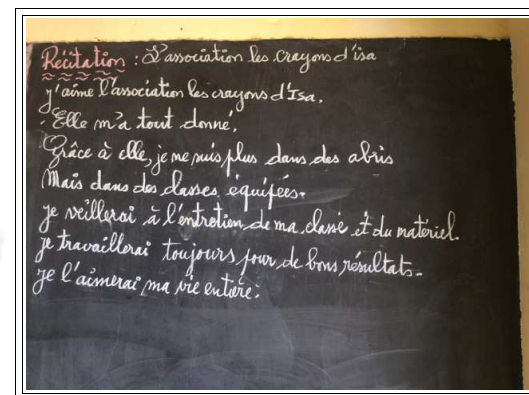 Récitation : L'association les crayons d'isa
j'aime l'association les crayons d'Isa.
Elle m'a tout donné.
Grâce à elle, je ne suis plus dans des abris
Mais dans des classes équipées.
je veillerai à l'entretien de ma classe et du matériel.
je travaillerai toujours pour de bons résultats.
je l'aimerai ma vie entière.